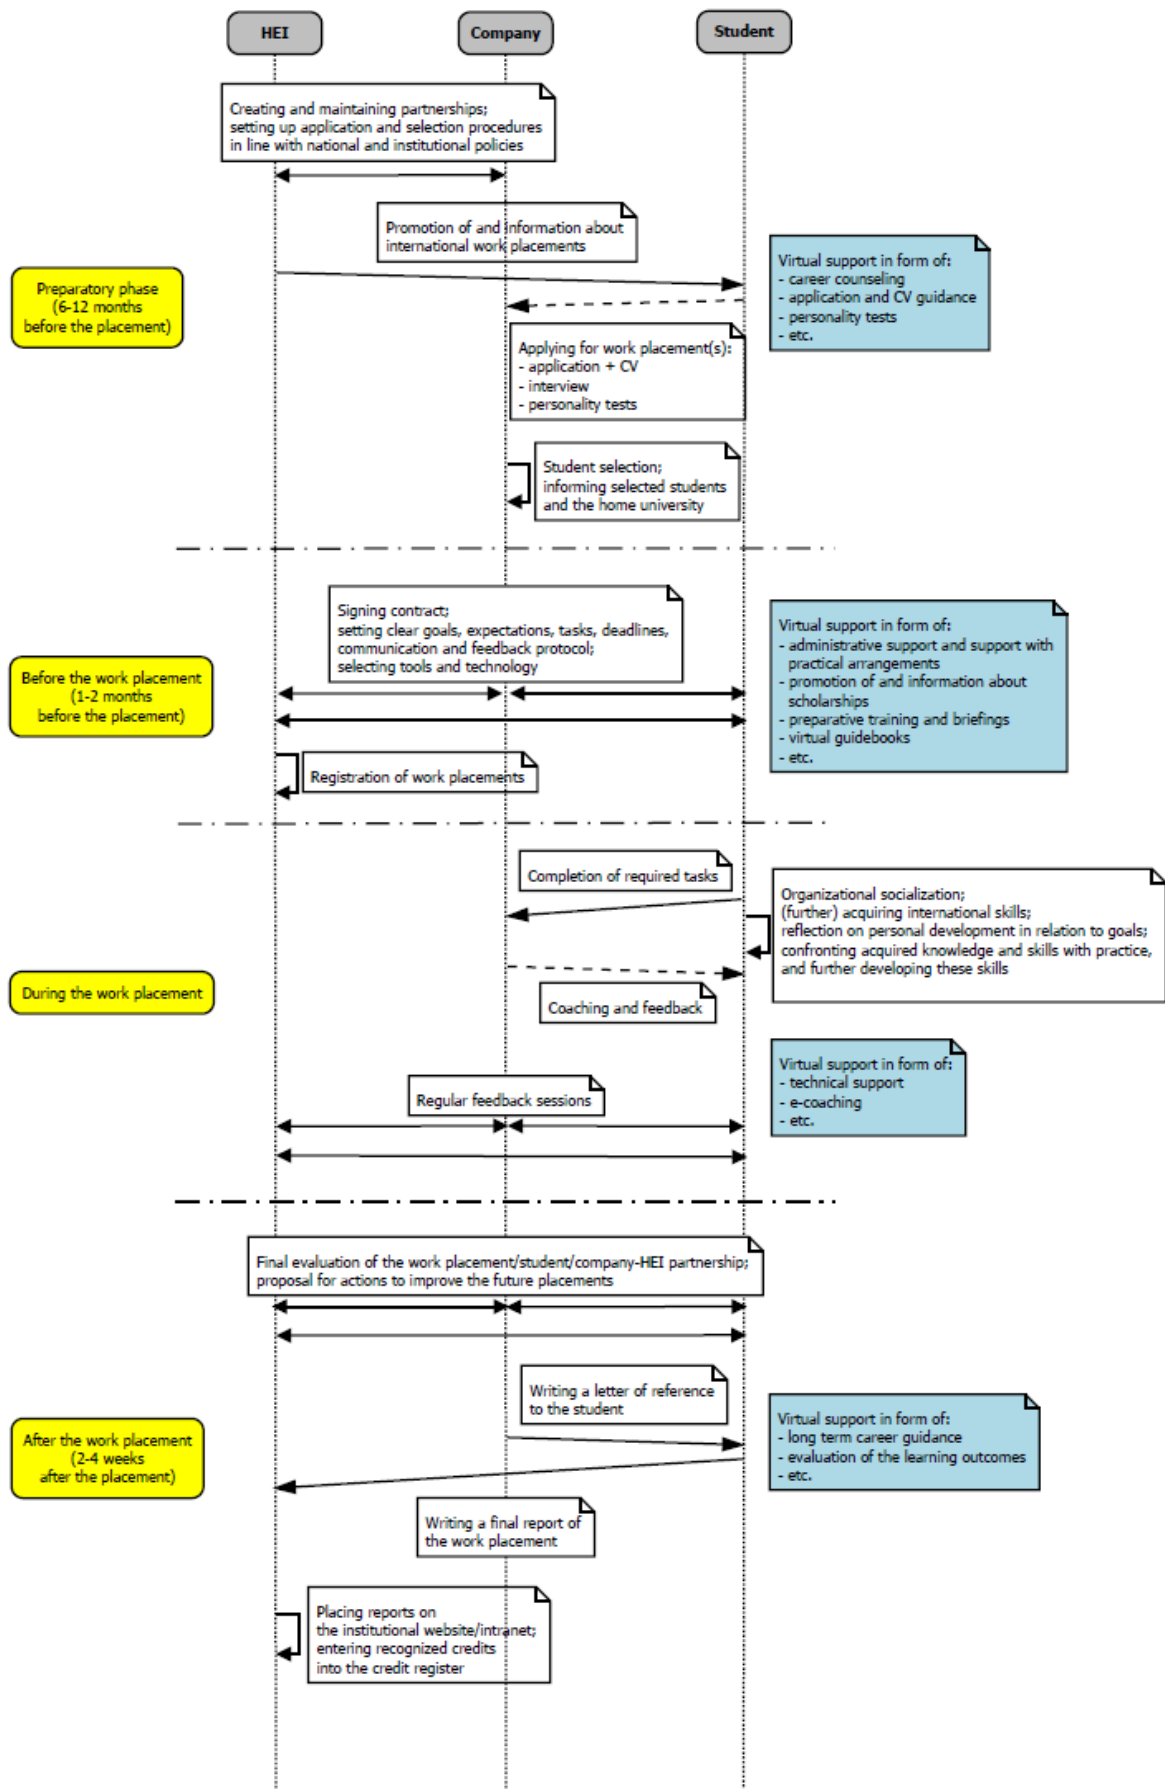 HEI
Company
Student
Creating and maintaining partnerships;
setting up application and selection procedures
in line with national and institutional policies
Promotion of and information about
international work placements
Virtual support in form of:
- career counseling
- application and CV guidance
- personality tests
- etc.
Preparatory phase
(6-12 months
before the placement)
Applying for work placement(s):
- application + CV
- interview
- personality tests
Student selection;
informing selected students
and the home university
Signing contract;
setting clear goals, expectations, tasks, deadlines,
communication and feedback protocol;
selecting tools and technology
Virtual support in form of:
- administrative support and support with
practical arrangements
- promotion of and information about
scholarships
- preparative training and briefings
- virtual guidebooks
- etc.
Before the work placement
(1-2 months
before the placement)
Registration of work placements
Completion of required tasks
Organizational socialization;
(further) acquiring international skills;
reflection on personal development in relation to goals;
confronting acquired knowledge and skills with practice,
and further developing these skills
During the work placement
Coaching and feedback
Virtual support in form of:
- technical support
- e-coaching
- etc.
Regular feedback sessions
Final evaluation of the work placement/student/company-HEI partnership;
proposal for actions to improve the future placements
Writing a letter of reference
to the student
Virtual support in form of:
- long term career guidance
- evaluation of the learning outcomes
- etc.
After the work placement
(2-4 weeks
after the placement)
Writing a final report of
the work placement
Placing reports on
the institutional website/intranet;
entering recognized credits
into the credit register